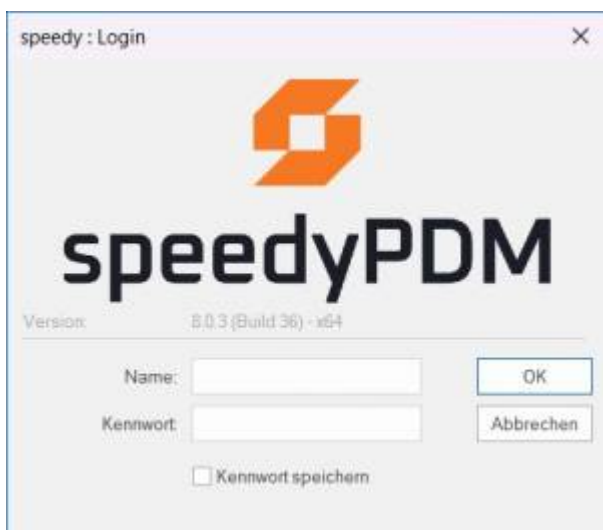 speedy : Login
speedyPDM
Version: 8.0.3 (Build 36) - x64
Name: OK
Kennwort: Abbrechen
Kennwort speichern